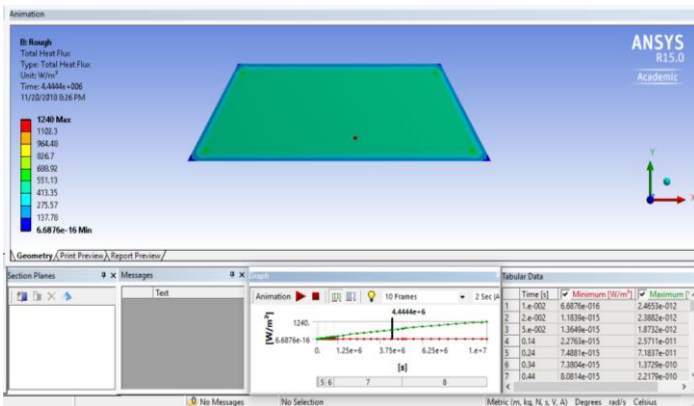 Animation
B: Rough
Total Heat Flux
Type: Total Heat Flux
Unit: W/m²
Time: 4.4444e+006
11/20/2018 8:26 PM
1240 Max
1102.3
964.48
826.7
688.92
551.13
413.35
275.57
137.78
6.6876e-16 Min
ANSYS
R15.0
Academic
Y
X
Geometry Print Preview Report Preview
Section Planes
Messages
Text
Graph
Animation 10 Frames 2 Sec (A
4.4444e+6
1240.
6.6876e-16
[W/m²]
0. 1.25e+6 3.75e+6 6.25e+6 1.e+7
[s]
5 6 7 8
Tabular Data
Time [s] Minimum [W/m²] Maximum [
1 1.e-002 6.6876e-016 2.4653e-012
2 2.e-002 1.1839e-015 2.3882e-012
3 5.e-002 1.3649e-015 1.8732e-012
4 0.14 2.2763e-015 2.5711e-011
5 0.24 7.4881e-015 7.1837e-011
6 0.34 7.3804e-015 1.3729e-010
7 0.44 8.0814e-015 2.2179e-010
No Messages
No Selection
Metric (m, kg, N, s, V, A) Degrees rad/s Celsius